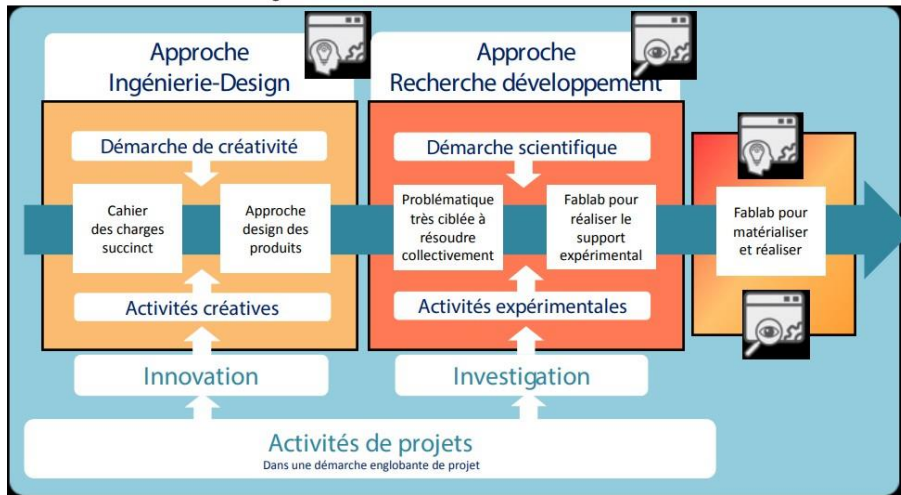 Approche
Ingénierie-Design
Approche
Recherche développement
Démarche de créativité
Démarche scientifique
Cahier
des charges
succinct
Approche
design des
produits
Problématique
très ciblée à
résoudre
collectivement
Fablab pour
réaliser le
support
expérimental
Fablab pour
matérialiser
et réaliser
Activités créatives
Activités expérimentales
Innovation
Investigation
Activités de projets
Dans une démarche englobante de projet